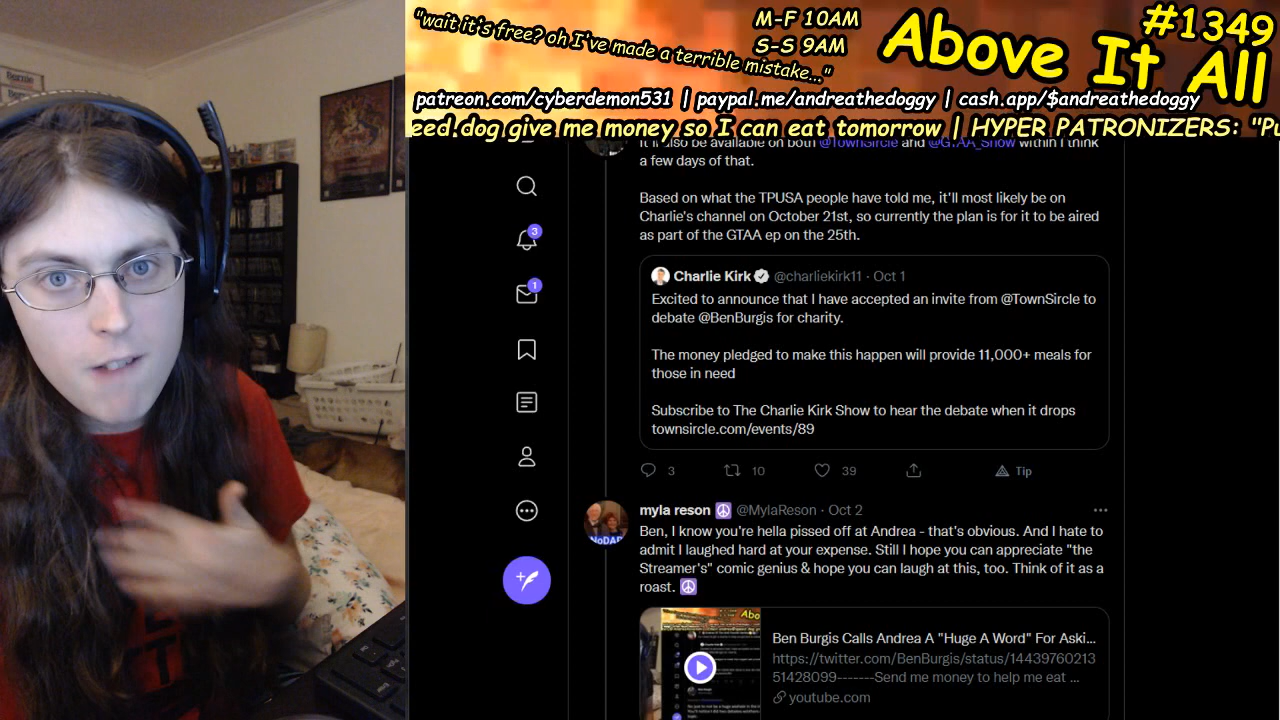 "wait it's free? oh I've made a terrible mistake..."
M-F 10AM
S-S 9AM
Above It All
#1349
patreon.com/cyberdemon531 | paypal.me/andreathedoggy | cash.app/$andreathedoggy
eed.dog give me money so I can eat tomorrow | HYPER PATRONIZERS: "Pu
It'll also be available on both @TownSircle and @GTAA_Show within I think
a few days of that.
Based on what the TPUSA people have told me, it'll most likely be on
Charlie's channel on October 21st, so currently the plan is for it to be aired
as part of the GTAA ep on the 25th.
Charlie Kirk @charliekirk11 · Oct 1
Excited to announce that I have accepted an invite from @TownSircle to
debate @BenBurgis for charity.
The money pledged to make this happen will provide 11,000+ meals for
those in need
Subscribe to The Charlie Kirk Show to hear the debate when it drops
townsircle.com/events/89
3 10 39 Tip
3
1
myla reson ☮ @MylaReson · Oct 2
Ben, I know you're hella pissed off at Andrea - that's obvious. And I hate to
admit I laughed hard at your expense. Still I hope you can appreciate "the
Streamer's" comic genius & hope you can laugh at this, too. Think of it as a
roast. ☮
Ben Burgis Calls Andrea A "Huge A Word" For Aski...
https://twitter.com/BenBurgis/status/14439760213
51428099-------Send me money to help me eat ...
youtube.com
Bernie